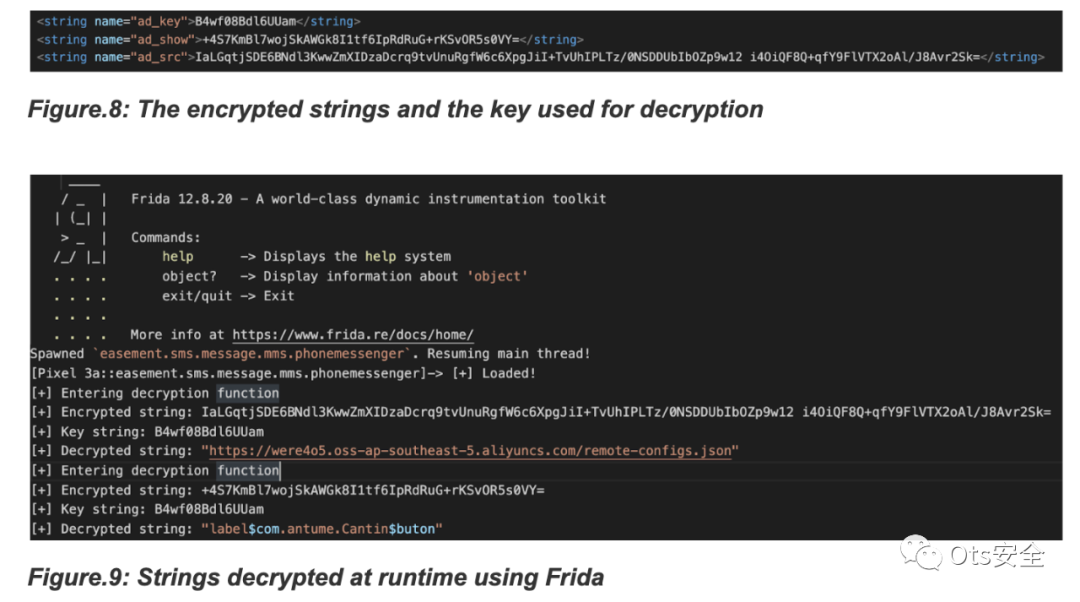 <string name="ad_key">B4wf08Bdl6UUam</string>
<string name="ad_show">+4S7KmBl7wojSkAWGk8I1tf6IpRdRuG+rKSvOR5s0VY=</string>
<string name="ad_src">IaLGqtjSDE6BNdl3KwwZmXIDzaDcrq9tvUnuRgfW6c6XpgJiI+TvUhIPLTz/0NSDDUbIbOZp9w12 i4OiQF8Q+qfY9FlVTX2oAl/J8Avr2Sk=</string>
Figure.8: The encrypted strings and the key used for decryption
____
/ _ | Frida 12.8.20 - A world-class dynamic instrumentation toolkit
| (_| |
> _ | Commands:
/_/ |_| help -> Displays the help system
. . . . object? -> Display information about 'object'
. . . . exit/quit -> Exit
. . . .
. . . . More info at https://www.frida.re/docs/home/
Spawned `easement.sms.message.mms.phonemessenger`. Resuming main thread!
[Pixel 3a::easement.sms.message.mms.phonemessenger]-> [+] Loaded!
[+] Entering decryption function
[+] Encrypted string: IaLGqtjSDE6BNdl3KwwZmXIDzaDcrq9tvUnuRgfW6c6XpgJiI+TvUhIPLTz/0NSDDUbIbOZp9w12 i4OiQF8Q+qfY9FlVTX2oAl/J8Avr2Sk=
[+] Key string: B4wf08Bdl6UUam
[+] Decrypted string: "https://were4o5.oss-ap-southeast-5.aliyuncs.com/remote-configs.json"
[+] Entering decryption function
[+] Encrypted string: +4S7KmBl7wojSkAWGk8I1tf6IpRdRuG+rKSvOR5s0VY=
[+] Key string: B4wf08Bdl6UUam
[+] Decrypted string: "label$com.antume.Cantin$buton"
Ots安全
Figure.9: Strings decrypted at runtime using Frida